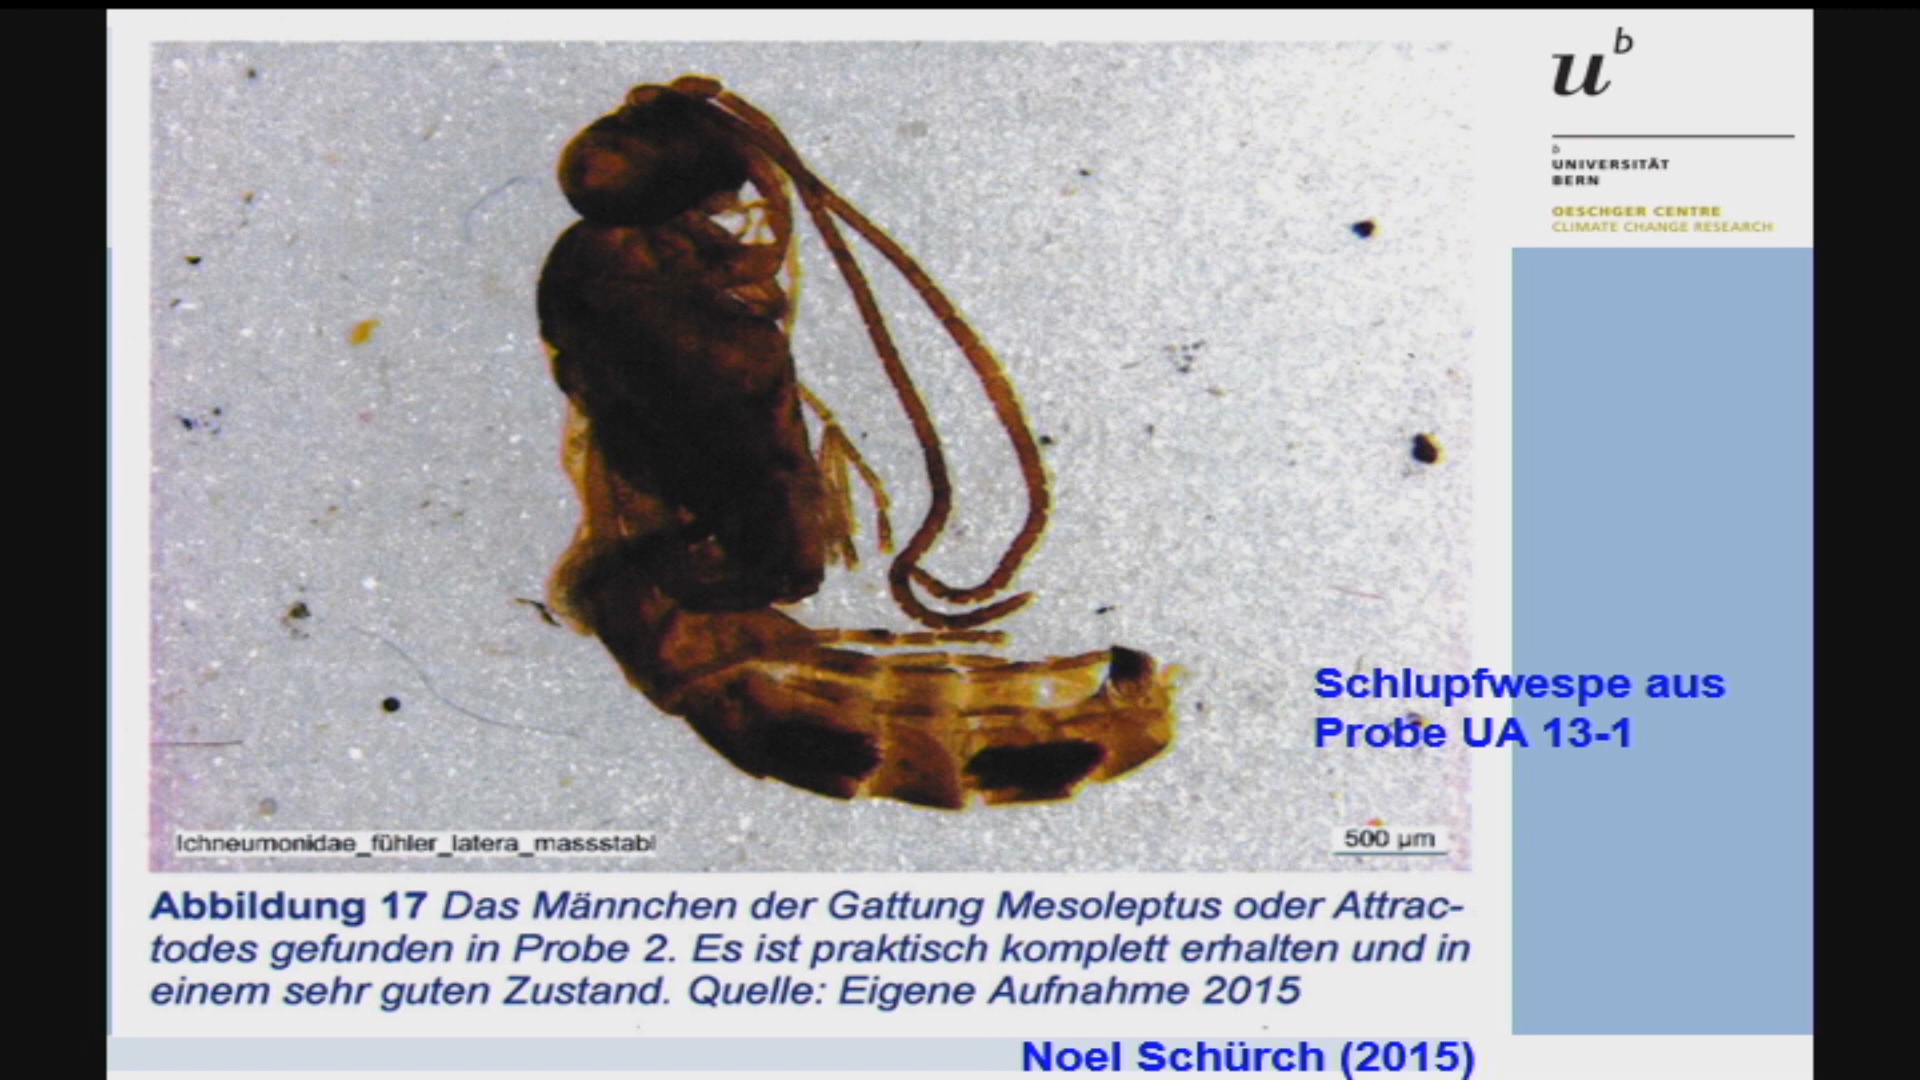 u
b
b
UNIVERSITÄT
BERN
OESCHGER CENTRE
CLIMATE CHANGE RESEARCH
Schlupfwespe aus
Probe UA 13-1
Ichneumonidae_fühler_latera_massstabl
500 µm
Abbildung 17 Das Männchen der Gattung Mesoleptus oder Attrac-
todes gefunden in Probe 2. Es ist praktisch komplett erhalten und in
einem sehr guten Zustand. Quelle: Eigene Aufnahme 2015
Noel Schürch (2015)